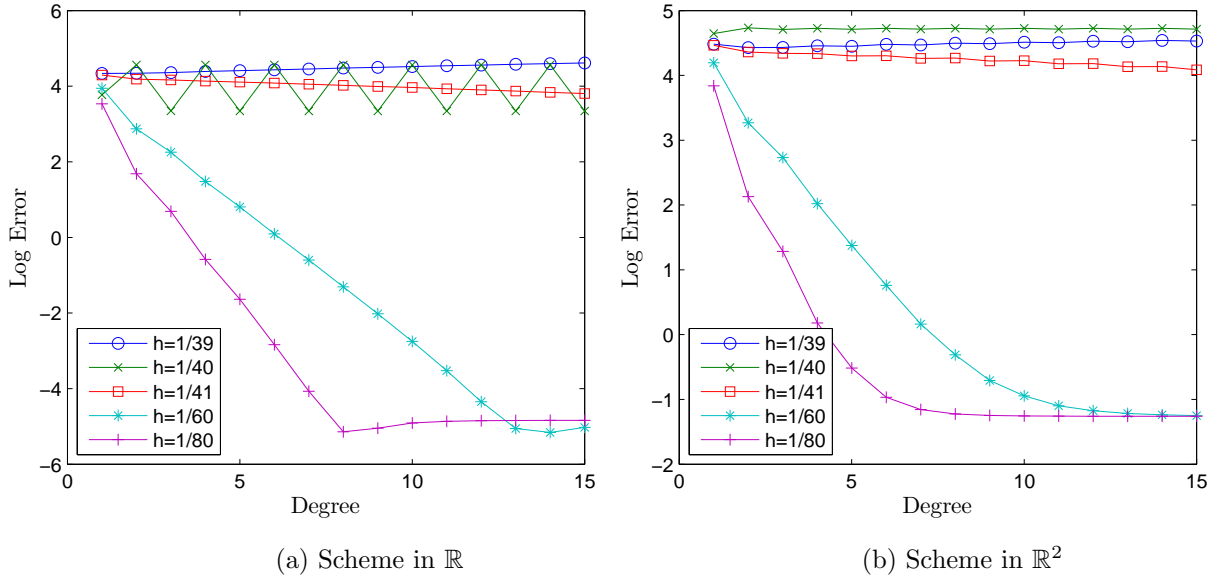 6
4
2
0
−2
−4
−6
0
5
10
15
Log Error
Degree
h=1/39
h=1/40
h=1/41
h=1/60
h=1/80
(a) Scheme in ℝ
5
4
3
2
1
0
−1
−2
0
5
10
15
Log Error
Degree
h=1/39
h=1/40
h=1/41
h=1/60
h=1/80
(b) Scheme in ℝ²